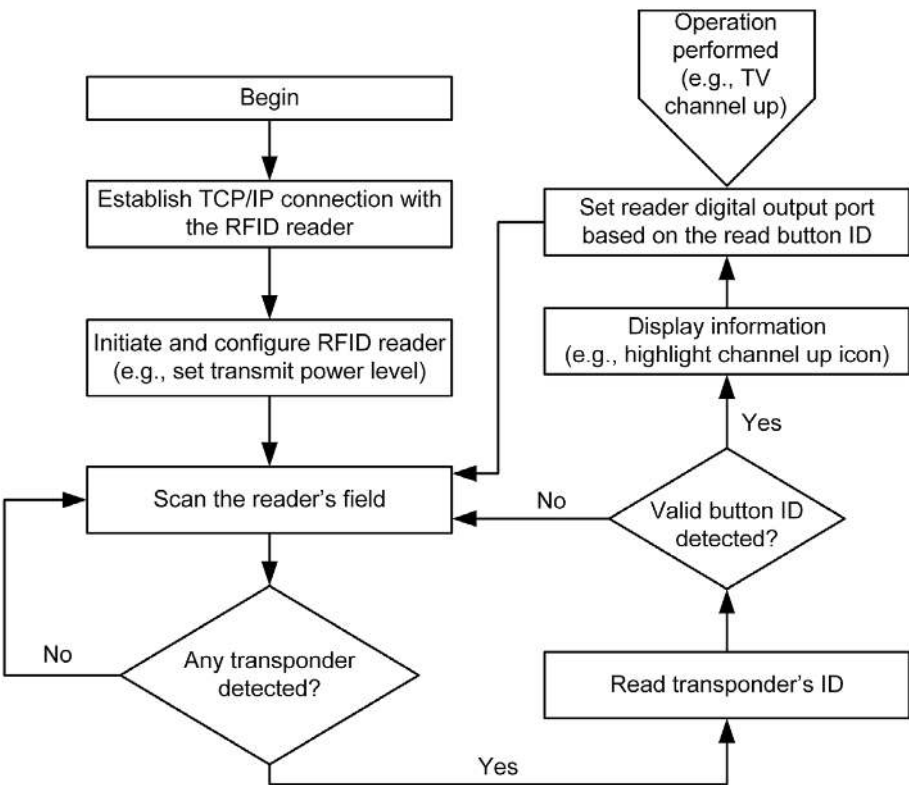 Begin
Establish TCP/IP connection with
the RFID reader
Initiate and configure RFID reader
(e.g., set transmit power level)
Scan the reader's field
Any transponder
detected?
No
Yes
Read transponder's ID
Valid button ID
detected?
No
Yes
Display information
(e.g., highlight channel up icon)
Set reader digital output port
based on the read button ID
Operation
performed
(e.g., TV
channel up)